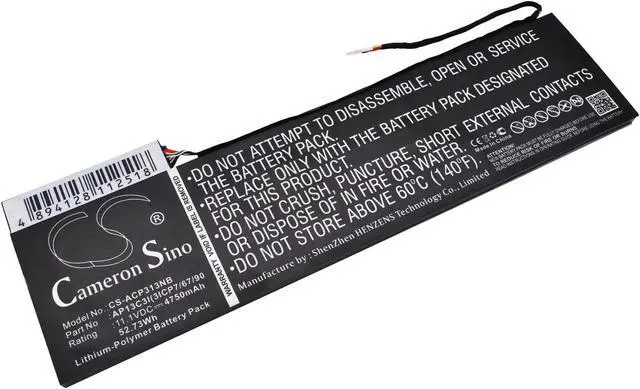 4 894128 112518
CS®
Cameron Sino
Model No.: CS-ACP313NB
Part No.: AP13C3I(3ICP7/67/90
Rating: 11.1VDC⎓4750mAh
52.73Wh
Lithium-Polymer Battery Pack
WARNING: VOID IF LABEL IS REMOVED
DO NOT ATTEMPT TO DISASSEMBLE, OPEN OR SERVICE
THE BATTERY PACK.
•REPLACE ONLY WITH THE BATTERY PACK DESIGNATED
FOR THIS PRODUCT.
•DO NOT CRUSH, PUNCTURE, SHORT EXTERNAL CONTACTS
OR DISPOSE OF IN FIRE OR WATER.
DO NOT EXPOSE ABOVE 60°C (140°F)
Manufacture by : ShenZhen HENZENS Technology Co., Limited
CE
Made in China